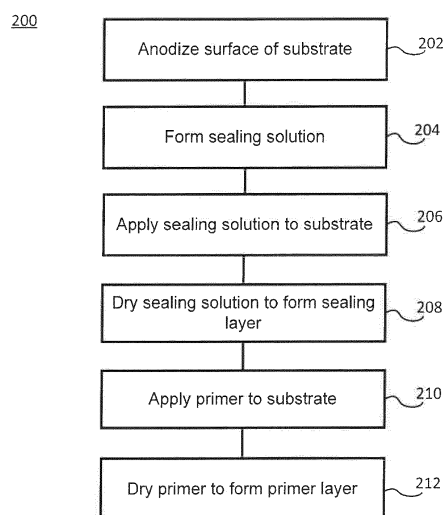 200
Anodize surface of substrate
202
Form sealing solution
204
Apply sealing solution to substrate
206
Dry sealing solution to form sealing
layer
208
Apply primer to substrate
210
Dry primer to form primer layer
212